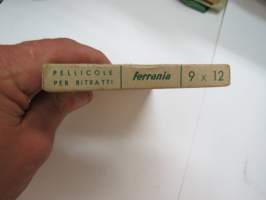 PELLICOLE
PER RITRATTI
Ferrania
9 x 12